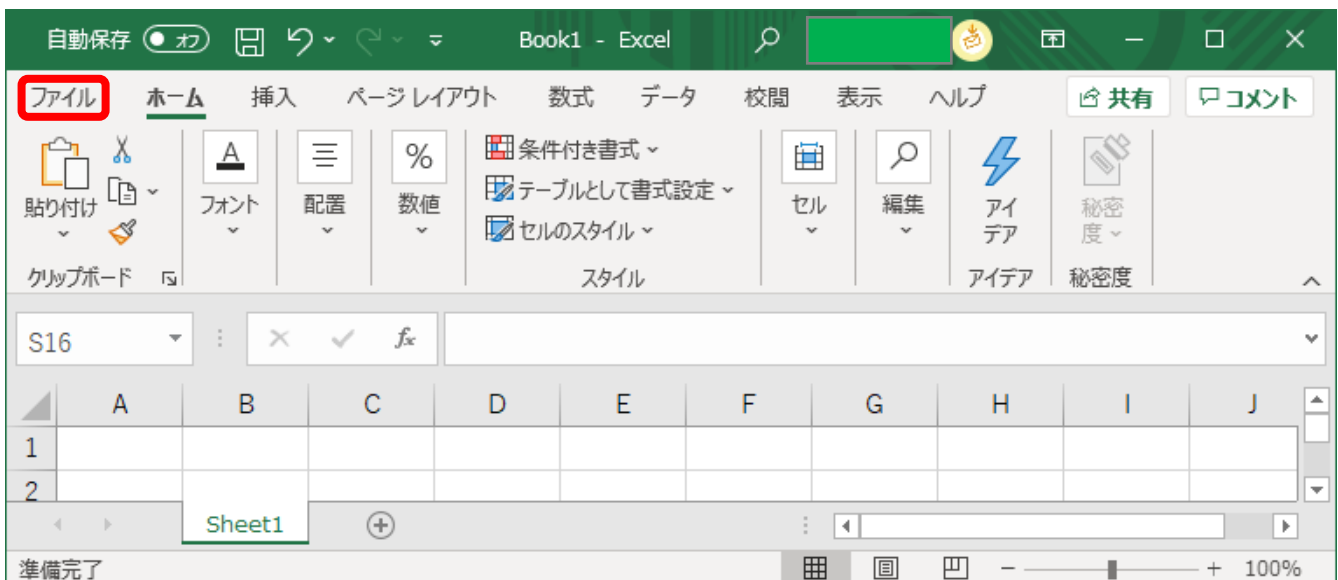 自動保存 オフ Book1 - Excel
ファイル ホーム 挿入 ページ レイアウト 数式 データ 校閲 表示 ヘルプ 共有 コメント
貼り付け
A
フォント
配置
%
数値
条件付き書式
テーブルとして書式設定
セルのスタイル
セル
編集
アイ
デア
秘密
度
クリップボード スタイル アイデア 秘密度
S16 fx
A B C D E F G H I J
1
2
Sheet1
準備完了 100%